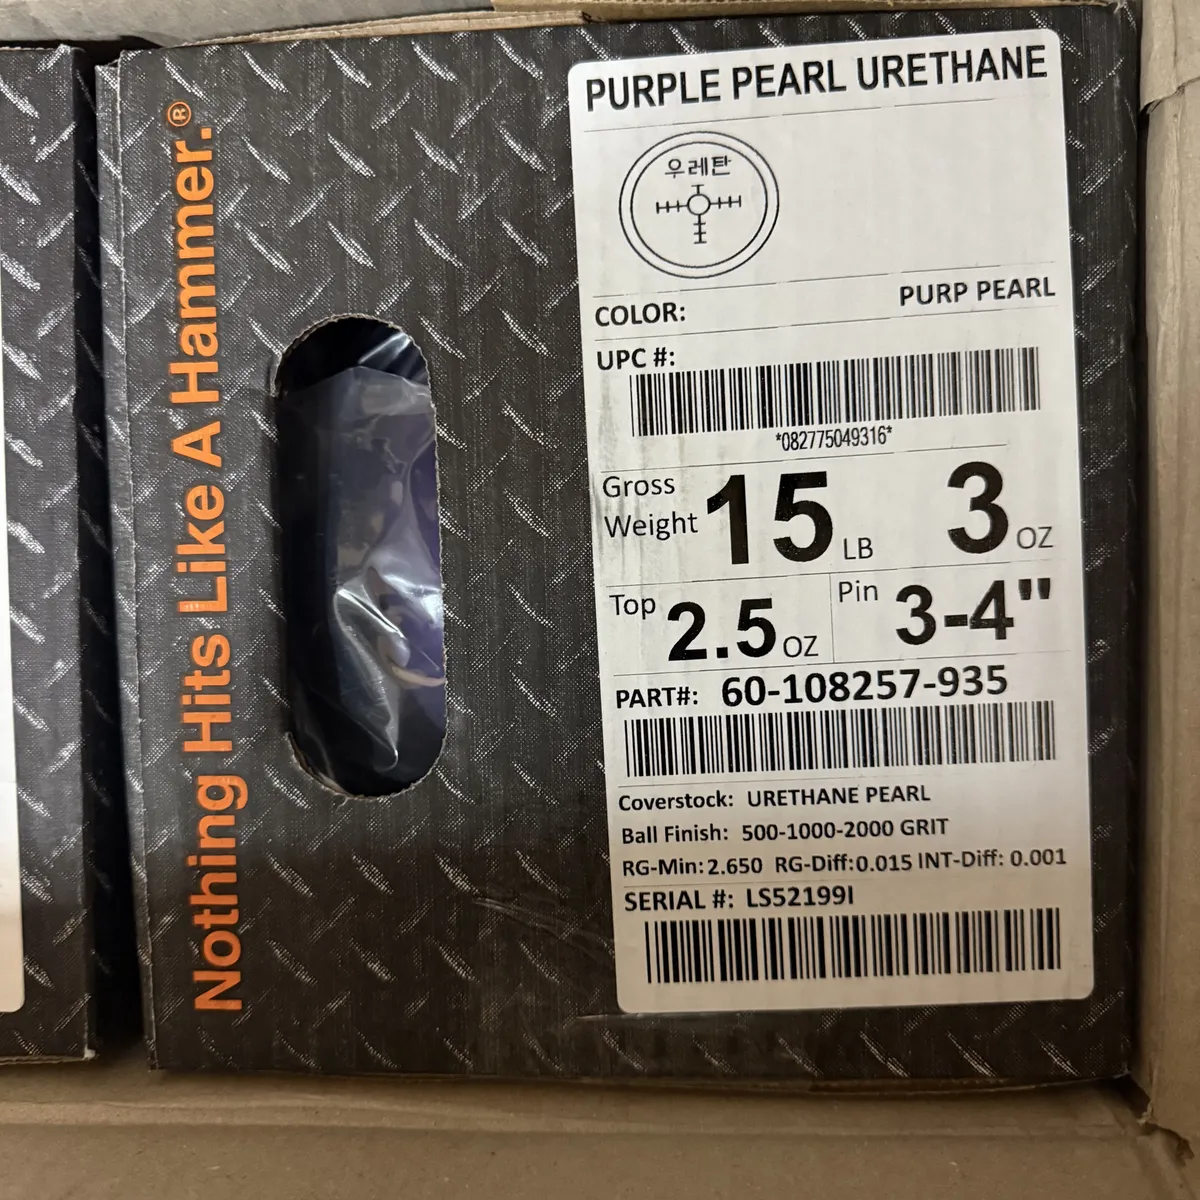 Nothing Hits Like A Hammer.®
PURPLE PEARL URETHANE
우레탄
COLOR: PURP PEARL
UPC #:
*082775049316*
Gross Weight 15 LB 3 OZ
Top 2.5 OZ Pin 3-4"
PART#: 60-108257-935
Coverstock: URETHANE PEARL
Ball Finish: 500-1000-2000 GRIT
RG-Min: 2.650 RG-Diff:0.015 INT-Diff: 0.001
SERIAL #: LS52199I